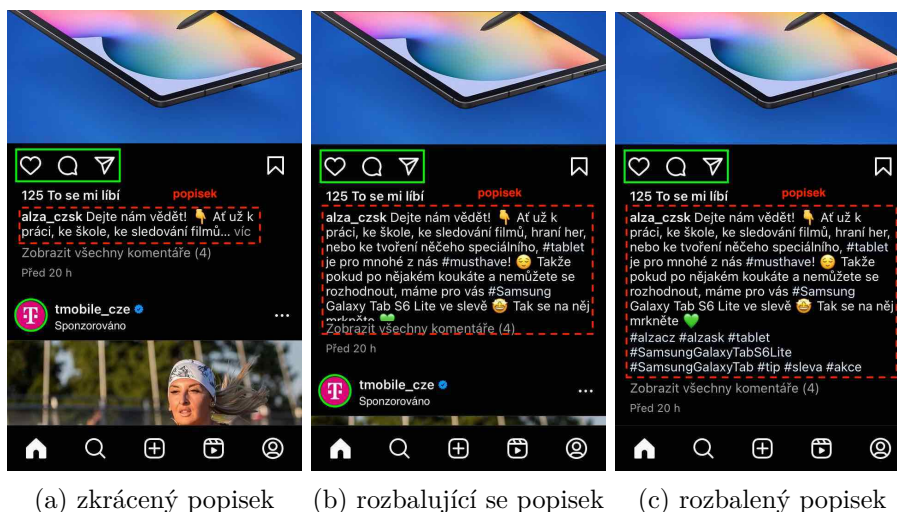 125 To se mi líbí
popisek
alza_czsk Dejte nám vědět! 👇 Ať už k
práci, ke škole, ke sledování filmů... víc
Zobrazit všechny komentáře (4)
Před 20 h
tmobile_cze
Sponzorováno
(a) zkrácený popisek
125 To se mi líbí
popisek
alza_czsk Dejte nám vědět! 👇 Ať už k
práci, ke škole, ke sledování filmů, hraní her,
nebo ke tvoření něčeho speciálního, #tablet
je pro mnohé z nás #musthave! 😏 Takže
pokud po nějakém koukáte a nemůžete se
rozhodnout, máme pro vás #Samsung
Galaxy Tab S6 Lite ve slevě 🤩 Tak se na něj
mrkněte 💚
Zobrazit všechny komentáře (4)
Před 20 h
tmobile_cze
Sponzorováno
(b) rozbalující se popisek
125 To se mi líbí
popisek
alza_czsk Dejte nám vědět! 👇 Ať už k
práci, ke škole, ke sledování filmů, hraní her,
nebo ke tvoření něčeho speciálního, #tablet
je pro mnohé z nás #musthave! 😏 Takže
pokud po nějakém koukáte a nemůžete se
rozhodnout, máme pro vás #Samsung
Galaxy Tab S6 Lite ve slevě 🤩 Tak se na něj
mrkněte 💚
#alzacz #alzask #tablet
#SamsungGalaxyTabS6Lite
#SamsungGalaxyTab #tip #sleva #akce
Zobrazit všechny komentáře (4)
Před 20 h
(c) rozbalený popisek